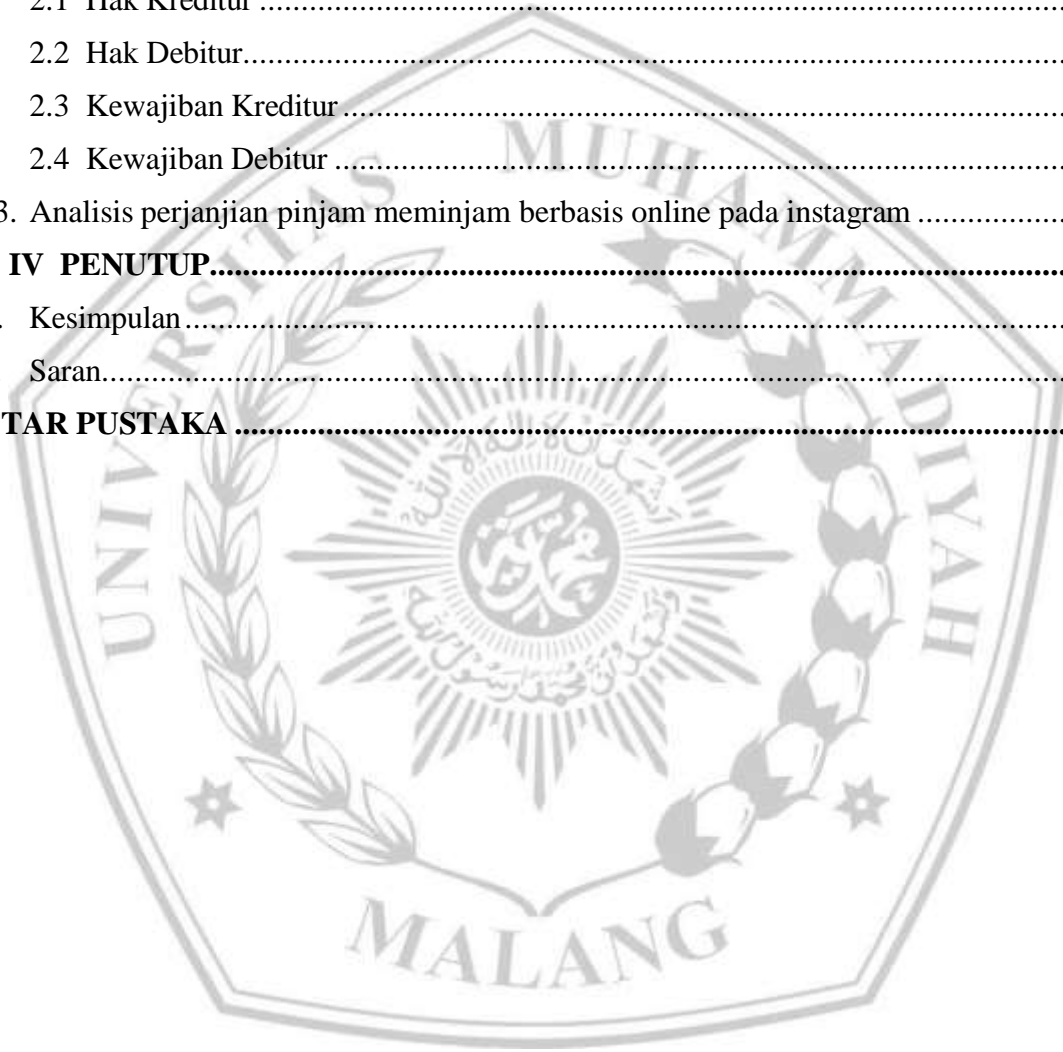 2.1 Hak Kreditur ....................................................................................................
2.2 Hak Debitur....................................................................................................
2.3 Kewajiban Kreditur ........................................................................................
2.4 Kewajiban Debitur .........................................................................................
3. Analisis perjanjian pinjam meminjam berbasis online pada instagram ..................
IV PENUTUP.........................................................................................................
. Kesimpulan..........................................................................................................
Saran....................................................................................................................
TAR PUSTAKA ....................................................................................................
UNIVERSITAS MUHAMMADIYAH
MALANG